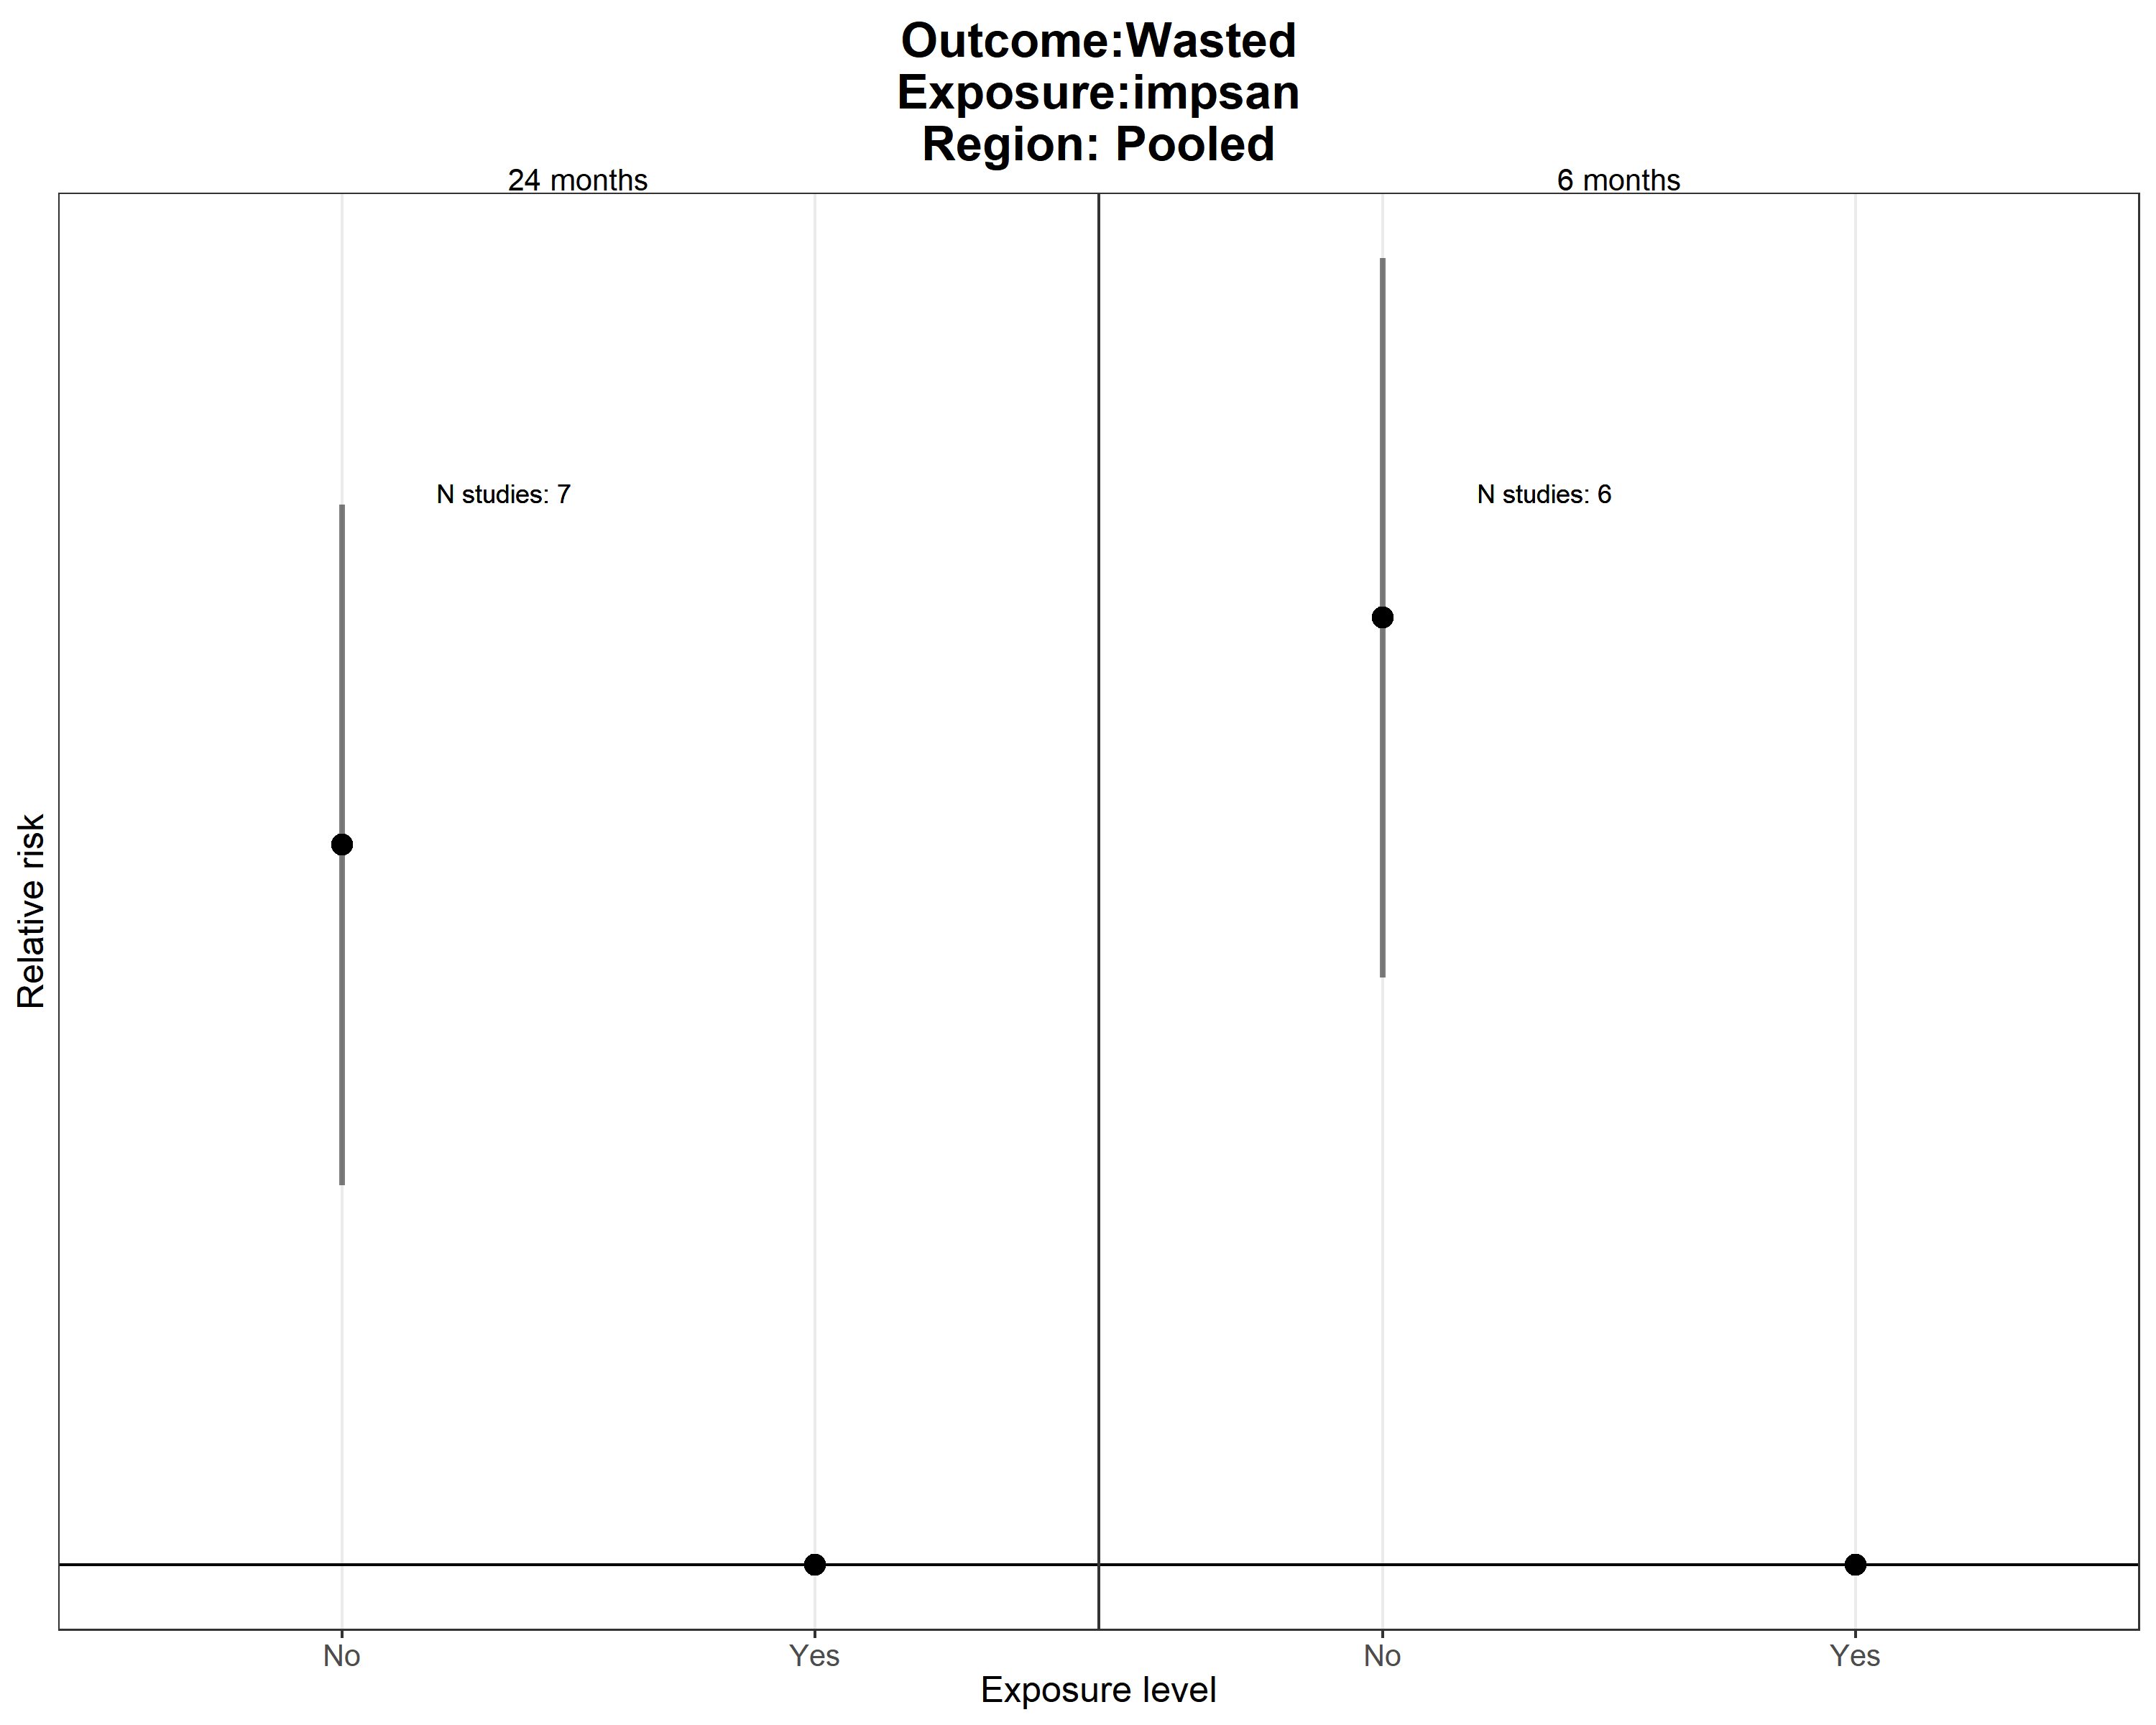 Outcome:Wasted
Exposure:impsan
Region: Pooled
24 months
6 months
N studies: 7
N studies: 6
Relative risk
No
Yes
No
Yes
Exposure level